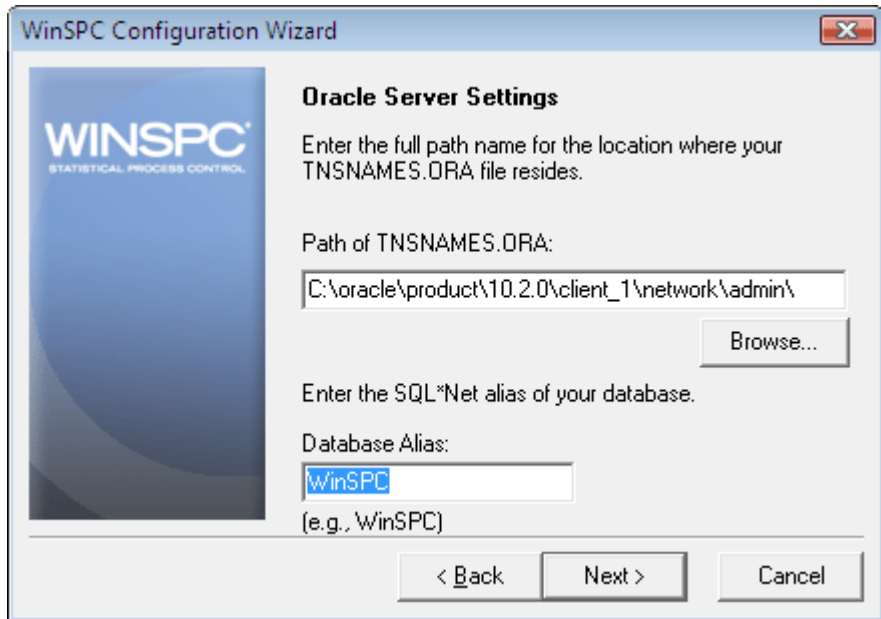 WinSPC Configuration Wizard
WINSPC
STATISTICAL PROCESS CONTROL
Oracle Server Settings
Enter the full path name for the location where your
TNSNAMES.ORA file resides.
Path of TNSNAMES.ORA:
C:\oracle\product\10.2.0\client_1\network\admin\
Browse...
Enter the SQL*Net alias of your database.
Database Alias:
WinSPC
(e.g., WinSPC)
< Back
Next >
Cancel